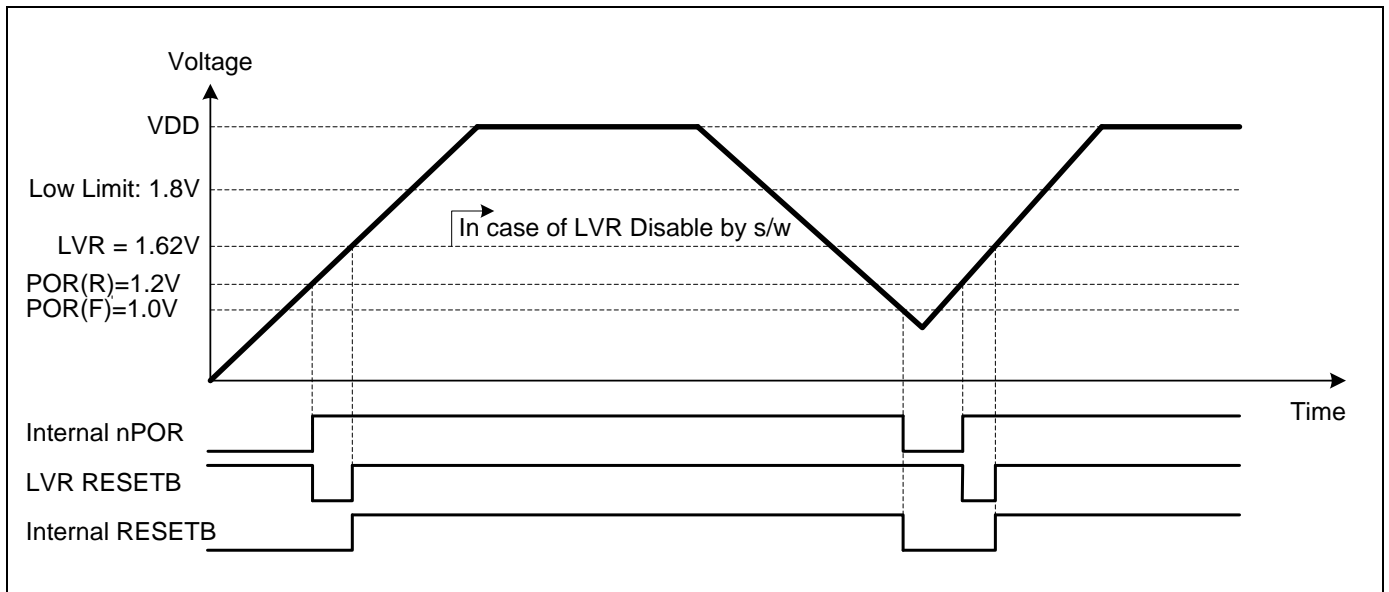 Voltage
VDD
Low Limit: 1.8V
In case of LVR Disable by s/w
LVR = 1.62V
POR(R)=1.2V
POR(F)=1.0V
Time
Internal nPOR
LVR RESETB
Internal RESETB